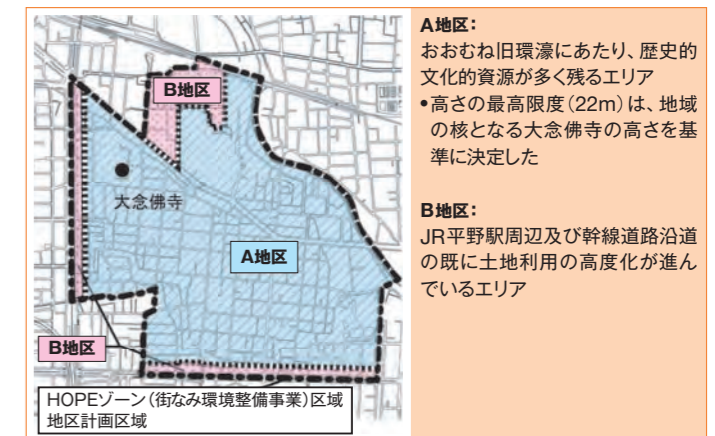 B地区
大念佛寺
A地区
B地区
HOPEゾーン(街なみ環境整備事業)区域
地区計画区域
A地区:
おおむね旧環濠にあたり、歴史的
文化的資源が多く残るエリア
•高さの最高限度(22m)は、地域
の核となる大念佛寺の高さを基
準に決定した
B地区:
JR平野駅周辺及び幹線道路沿道
の既に土地利用の高度化が進ん
でいるエリア